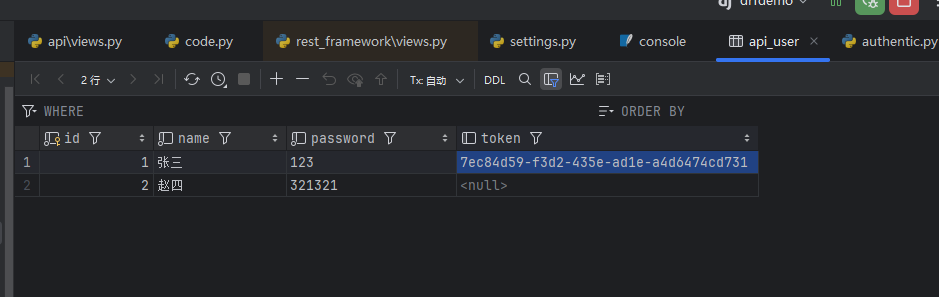 drfdemo
api\views.py code.py rest_framework\views.py settings.py console api_user authentic.py
2 行 Tx: 自动 DDL
WHERE ORDER BY
id name password token
1 1 张三 123 7ec84d59-f3d2-435e-ad1e-a4d6474cd731
2 2 赵四 321321 <null>